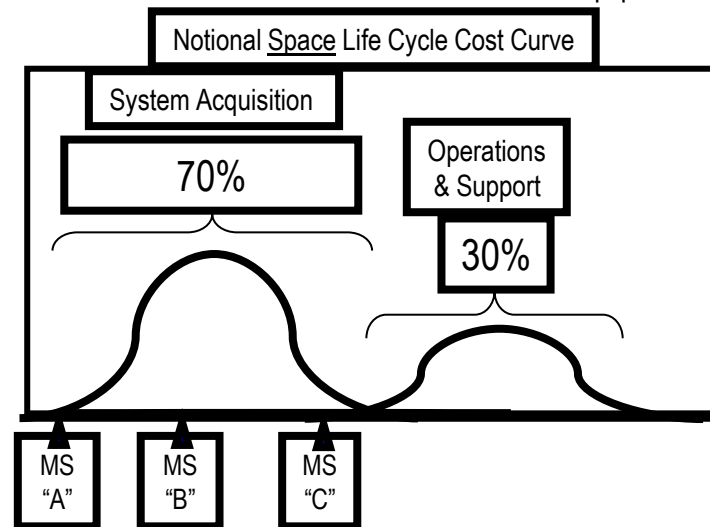 Notional Space Life Cycle Cost Curve
System Acquisition
70%
Operations
& Support
30%
MS
“A”
MS
“B”
MS
“C”